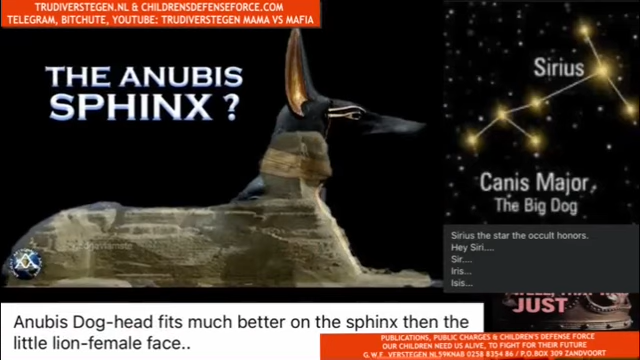 TRUDIVERSTEGEN.NL & CHILDRENSDEFENSEFORCE.COM
TELEGRAM, BITCHUTE, YOUTUBE: TRUDIVERSTEGEN MAMA VS MAFIA
THE ANUBIS
SPHINX ?
Sirius
Canis Major,
The Big Dog
Sirius the star the occult honors.
Hey Siri....
Sir....
Iris...
Isis...
JUST
Anubis Dog-head fits much better on the sphinx then the
little lion-female face..
PUBLICATIONS, PUBLIC CHARGES & CHILDREN'S DEFENSE FORCE
OUR CHILDREN NEED US ALIVE, TO FIGHT FOR THEIR FUTURE